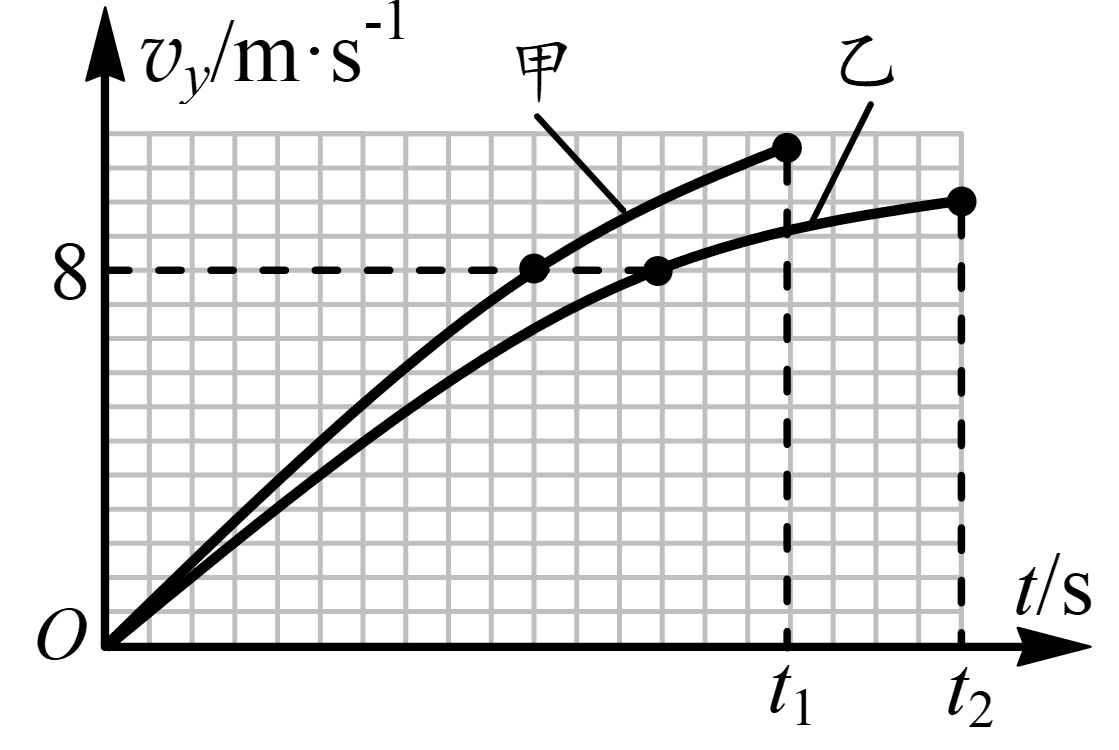 v_y/m·s^-1
甲
乙
8
O
t/s
t_1
t_2